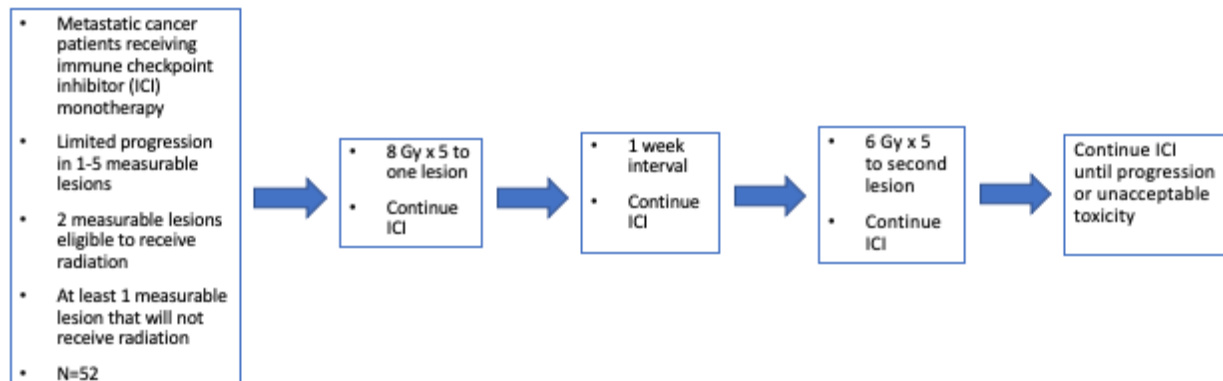 • Metastatic cancer
patients receiving
immune checkpoint
inhibitor (ICI)
monotherapy
• Limited progression
in 1-5 measurable
lesions
• 2 measurable lesions
eligible to receive
radiation
• At least 1 measurable
lesion that will not
receive radiation
• N=52
• 8 Gy x 5 to
one lesion
• Continue
ICI
• 1 week
interval
• Continue
ICI
• 6 Gy x 5
to second
lesion
• Continue
ICI
Continue ICI
until progression
or unacceptable
toxicity